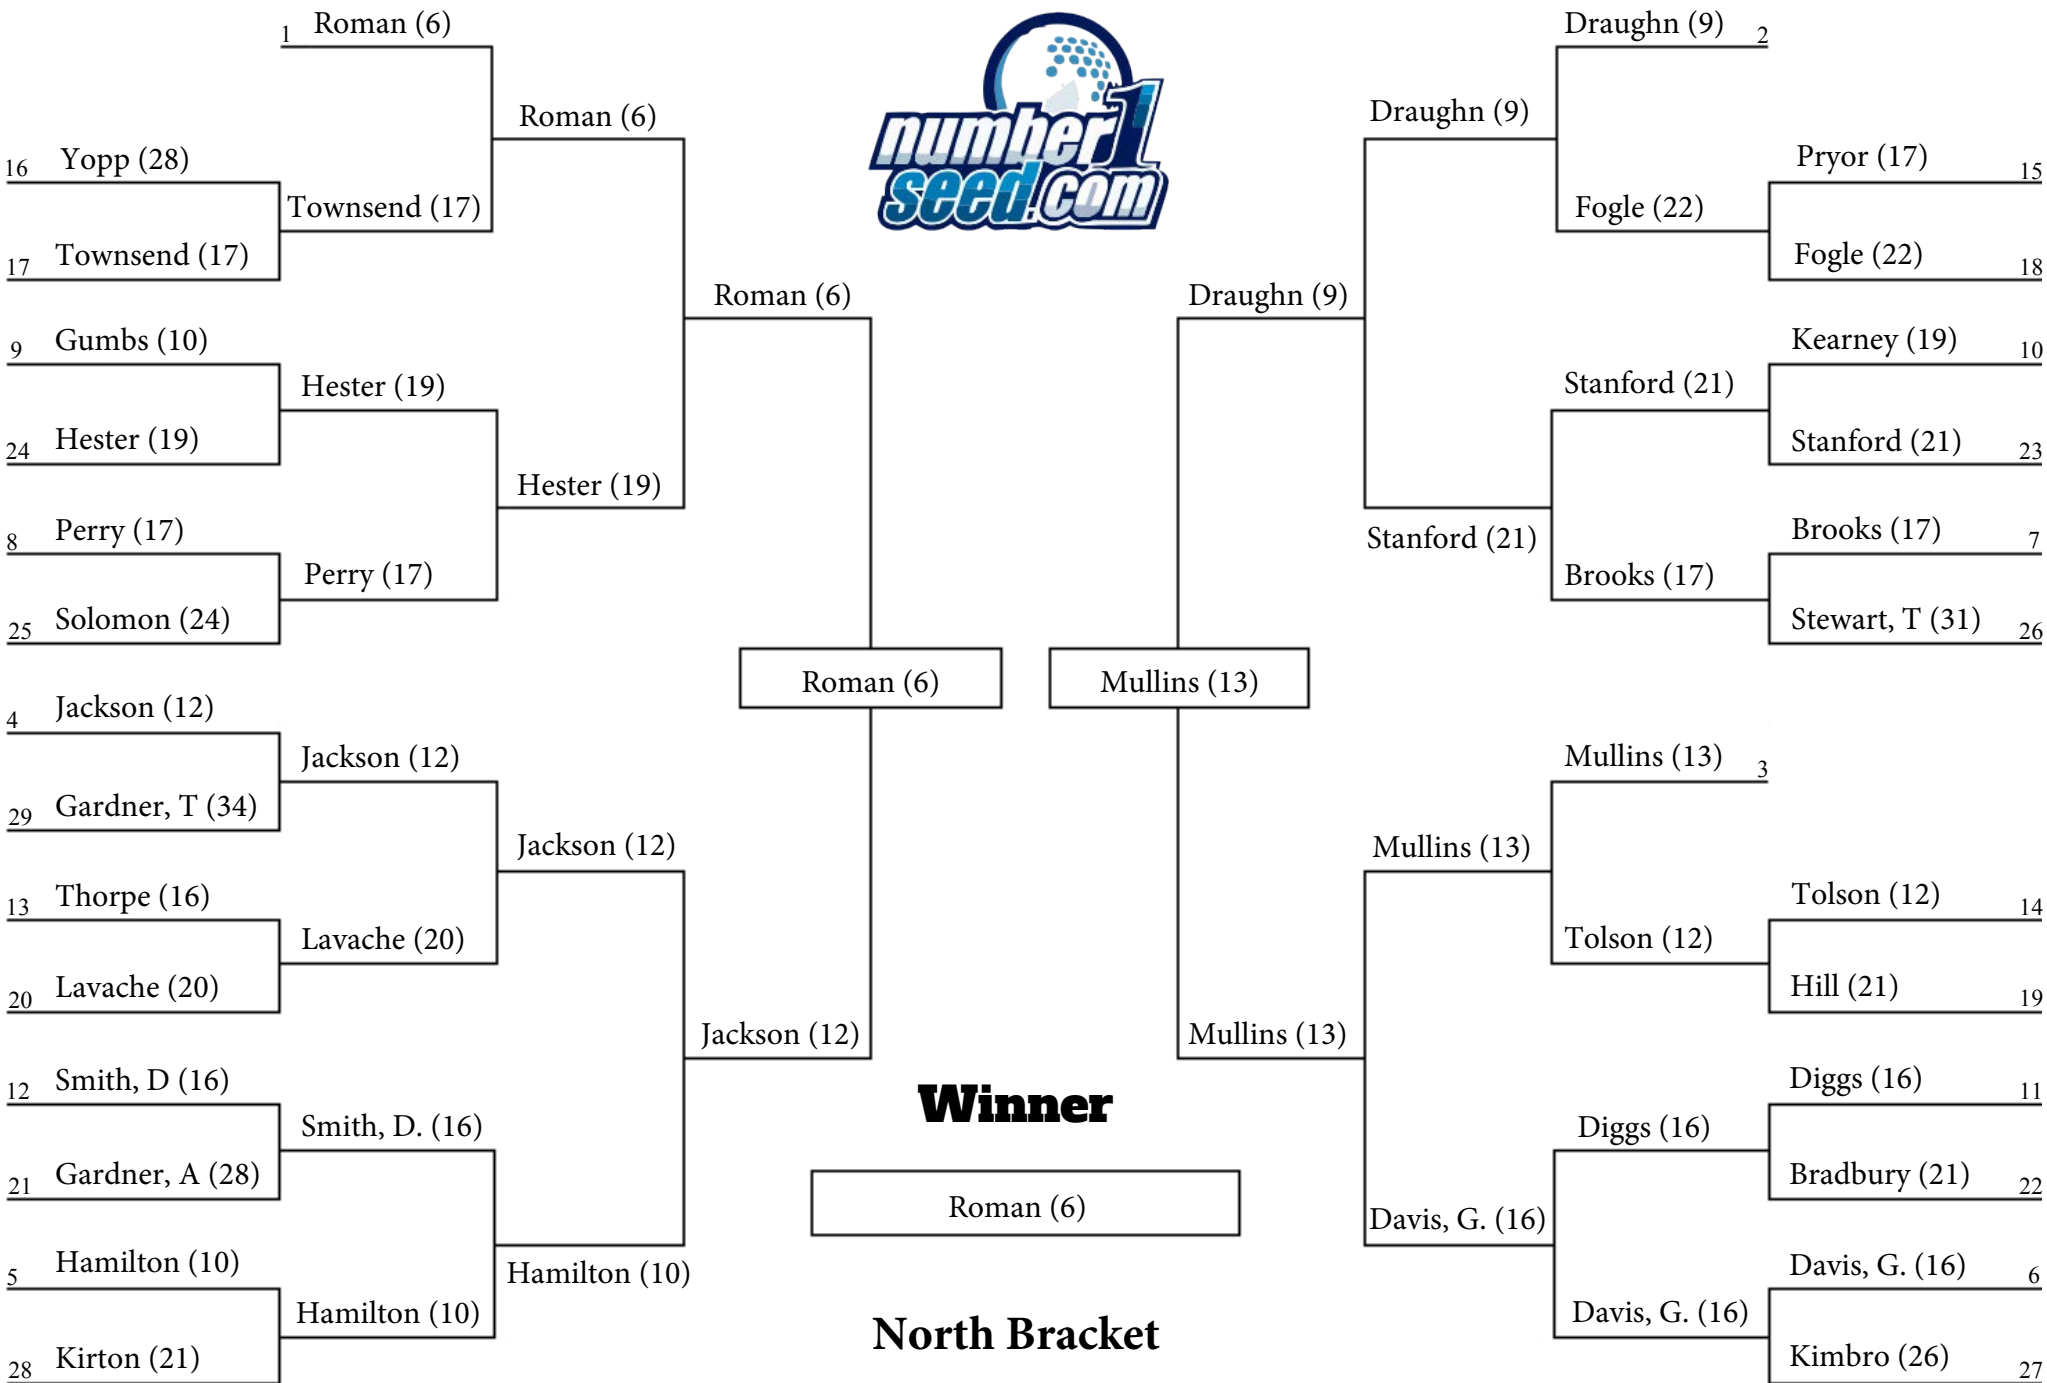 1 Roman (6)
Roman (6)
16 Yopp (28)
Townsend (17)
17 Townsend (17)
Roman (6)
9 Gumbs (10)
Hester (19)
24 Hester (19)
Hester (19)
8 Perry (17)
Perry (17)
25 Solomon (24)
Roman (6)
4 Jackson (12)
Jackson (12)
29 Gardner, T (34)
Jackson (12)
13 Thorpe (16)
Lavache (20)
20 Lavache (20)
Jackson (12)
12 Smith, D (16)
Smith, D. (16)
21 Gardner, A (28)
Hamilton (10)
5 Hamilton (10)
Hamilton (10)
28 Kirton (21)
number1
seed.com
Winner
Roman (6)
North Bracket
Draughn (9) 2
Draughn (9)
Pryor (17) 15
Fogle (22)
Fogle (22) 18
Draughn (9)
Kearney (19) 10
Stanford (21)
Stanford (21) 23
Stanford (21)
Brooks (17) 7
Brooks (17)
Stewart, T (31) 26
Mullins (13)
Mullins (13) 3
Mullins (13)
Tolson (12) 14
Tolson (12)
Hill (21) 19
Mullins (13)
Diggs (16) 11
Diggs (16)
Bradbury (21) 22
Davis, G. (16)
Davis, G. (16) 6
Davis, G. (16)
Kimbro (26) 27